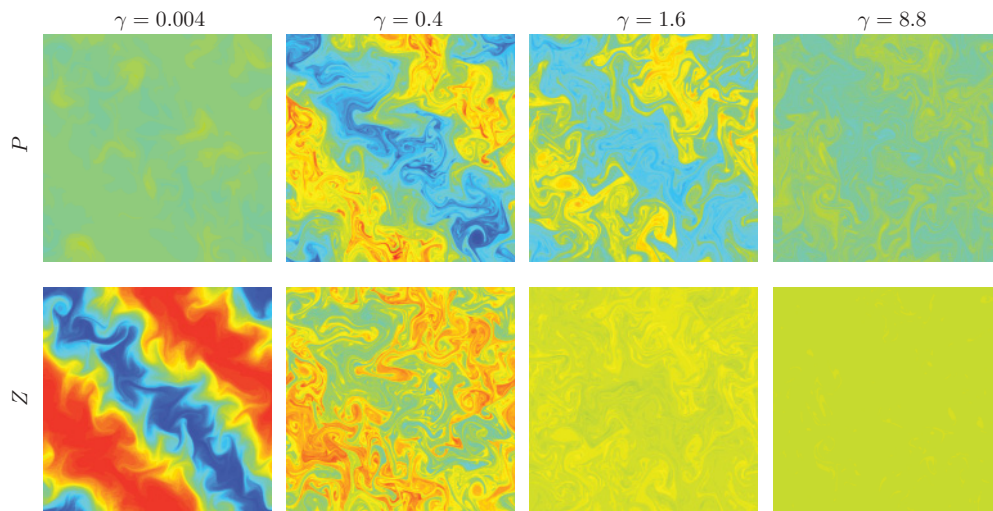 γ = 0.004 γ = 0.4 γ = 1.6 γ = 8.8
P
Z